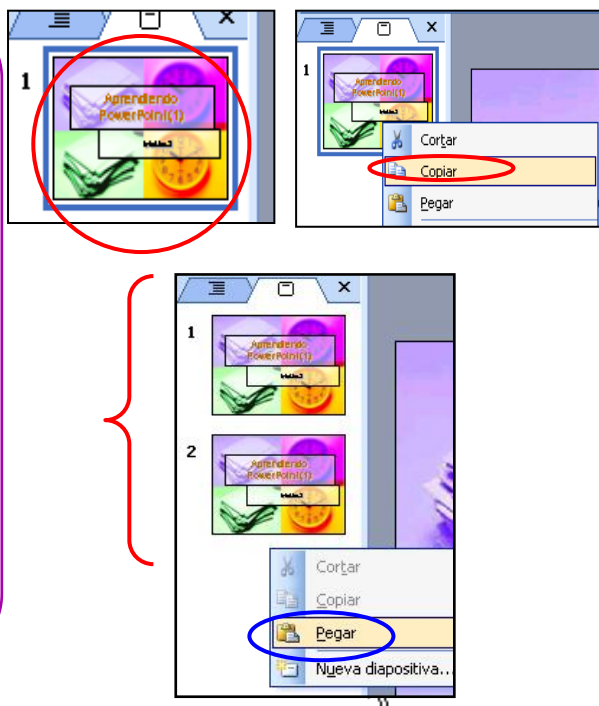 1
Aprendiendo
PowerPoint(1)
1
Aprendiendo
PowerPoint(1)
Cortar
Copiar
Pegar
1
Aprendiendo
PowerPoint(1)
2
Aprendiendo
PowerPoint(1)
Cortar
Copiar
Pegar
Nueva diapositiva...